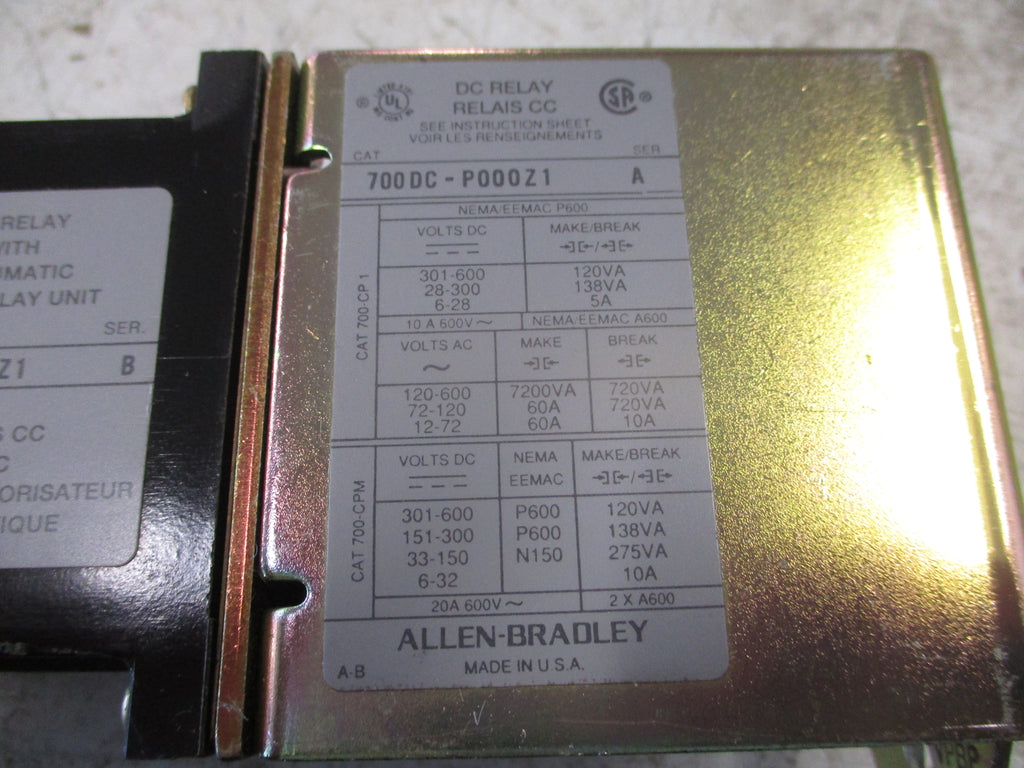 RELAY
WITH
UMATIC
LAY UNIT
SER.
Z1 B
S CC
C
ORISATEUR
TIQUE
UL
DC RELAY
RELAIS CC
SEE INSTRUCTION SHEET
VOIR LES RENSEIGNEMENTS
CAT SER
700DC-P000Z1 A
CAT 700-CP1
NEMA/EEMAC P600
VOLTS DC MAKE/BREAK
301-600 120VA
28-300 138VA
6-28 5A
10 A 600V~ NEMA/EEMAC A600
VOLTS AC MAKE BREAK
~
120-600 7200VA 720VA
72-120 60A 720VA
12-72 60A 10A
CAT 700-CPM
VOLTS DC NEMA MAKE/BREAK
EEMAC
301-600 P600 120VA
151-300 P600 138VA
33-150 N150 275VA
6-32 10A
20A 600V~ 2 X A600
ALLEN-BRADLEY
A-B MADE IN U.S.A.